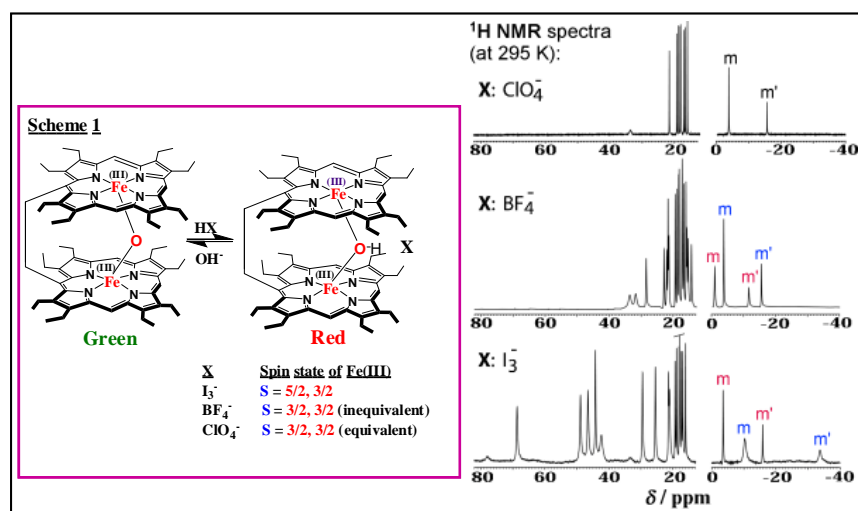 Scheme 1
(III)
Fe
N N
N N
O
(III)
Fe
N N
N N
Green
HX
OH⁻
(III)
Fe
N N
N N
O-H
X
(III)
Fe
N N
N N
Red
X Spin state of Fe(III)
I₃⁻ S = 5/2, 3/2
BF₄⁻ S = 3/2, 3/2 (inequivalent)
ClO₄⁻ S = 3/2, 3/2 (equivalent)
¹H NMR spectra
(at 295 K):
X: ClO₄⁻
m
m'
80 60 40 20 0 -20 -40
X: BF₄⁻
m
m
m'
m'
80 60 40 20 0 -20 -40
X: I₃⁻
m
m
m'
m'
80 60 40 20 0 -20 -40
δ / ppm